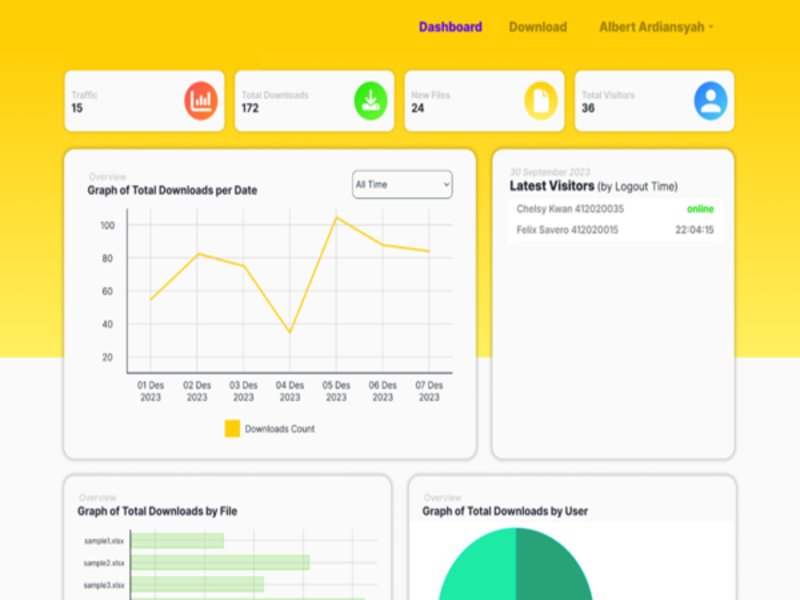 Dashboard Download Albert Ardiansyah
Traffic
15
Total Downloads
172
New Files
24
Total Visitors
36
Overview
Graph of Total Downloads per Date
All Time
100
80
60
40
20
01 Des 2023
02 Des 2023
03 Des 2023
04 Des 2023
05 Des 2023
06 Des 2023
07 Des 2023
Downloads Count
30 September 2023
Latest Visitors (by Logout Time)
Chelsy Kwan 412020035 online
Felix Savero 412020015 22:04:15
Overview
Graph of Total Downloads by File
sample1.xlsx
sample2.xlsx
sample3.xlsx
Overview
Graph of Total Downloads by User